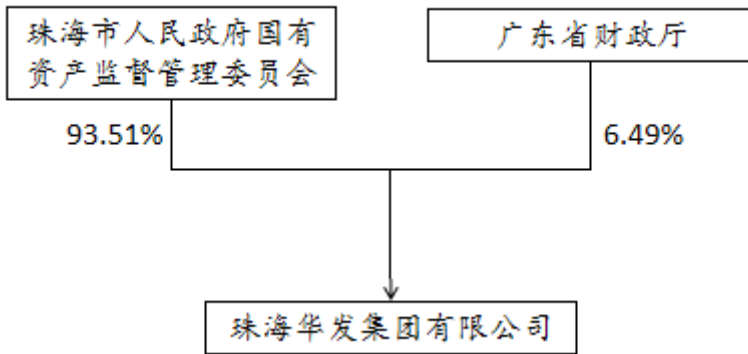 珠海市人民政府国有
资产监督管理委员会
广东省财政厅
93.51%
6.49%
珠海华发集团有限公司